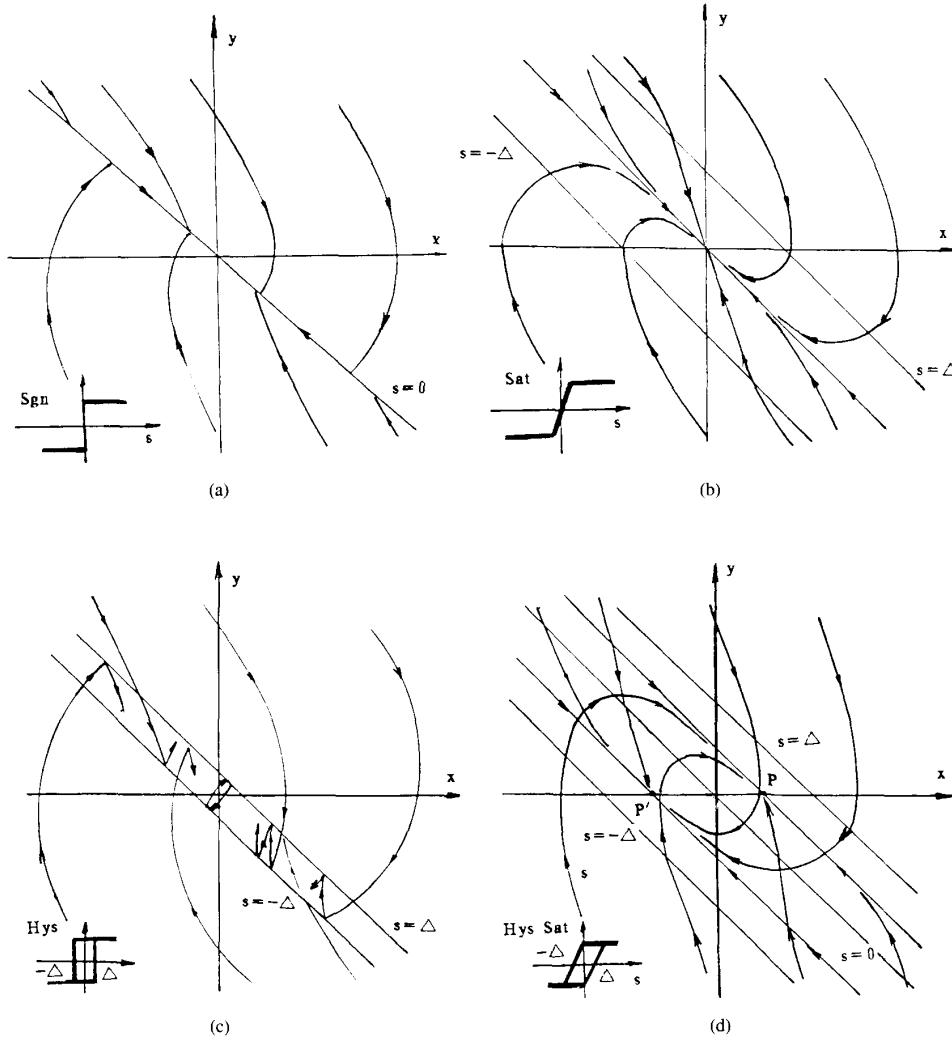 y
x
s=0
Sgn
s
(a)
y
s=-△
x
s=△
Sat
s
(b)
y
x
s=-△
s=△
Hys
-△ △
(c)
y
s=△
x
P
P'
s=-△
s
Hys Sat
-△
△
s
s=0
(d)